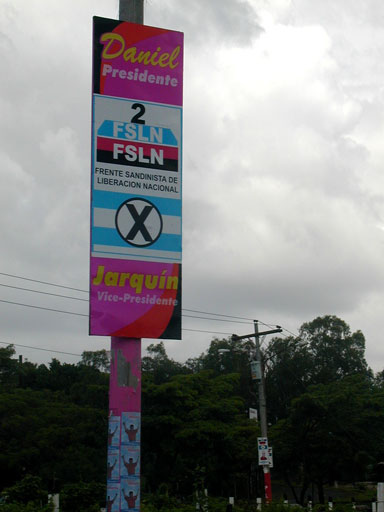 Daniel
Presidente
2
FSLN
FSLN
FRENTE SANDINISTA DE
LIBERACION NACIONAL
X
Jarquín
Vice-Presidente